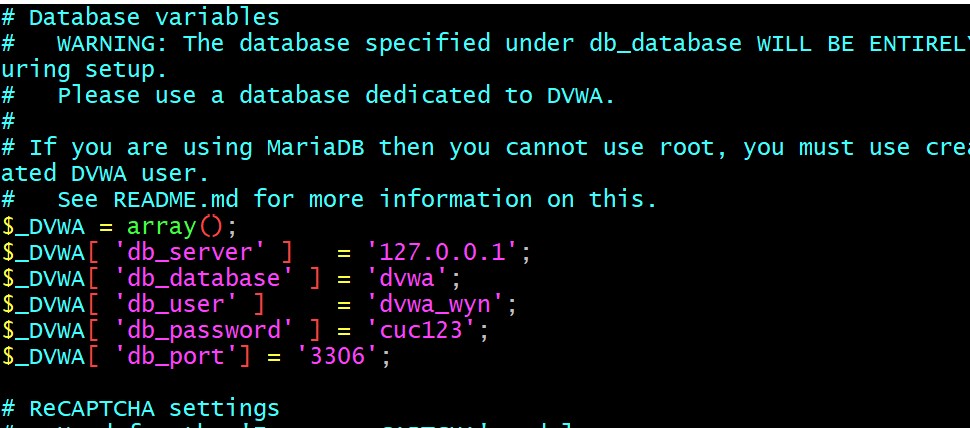 # Database variables
#   WARNING: The database specified under db_database WILL BE ENTIRELY
uring setup.
#   Please use a database dedicated to DVWA.
#
# If you are using MariaDB then you cannot use root, you must use crea
ated DVWA user.
#   See README.md for more information on this.
$_DVWA = array();
$_DVWA[ 'db_server' ]   = '127.0.0.1';
$_DVWA[ 'db_database' ] = 'dvwa';
$_DVWA[ 'db_user' ]     = 'dvwa_wyn';
$_DVWA[ 'db_password' ] = 'cuc123';
$_DVWA[ 'db_port'] = '3306';

# ReCAPTCHA settings